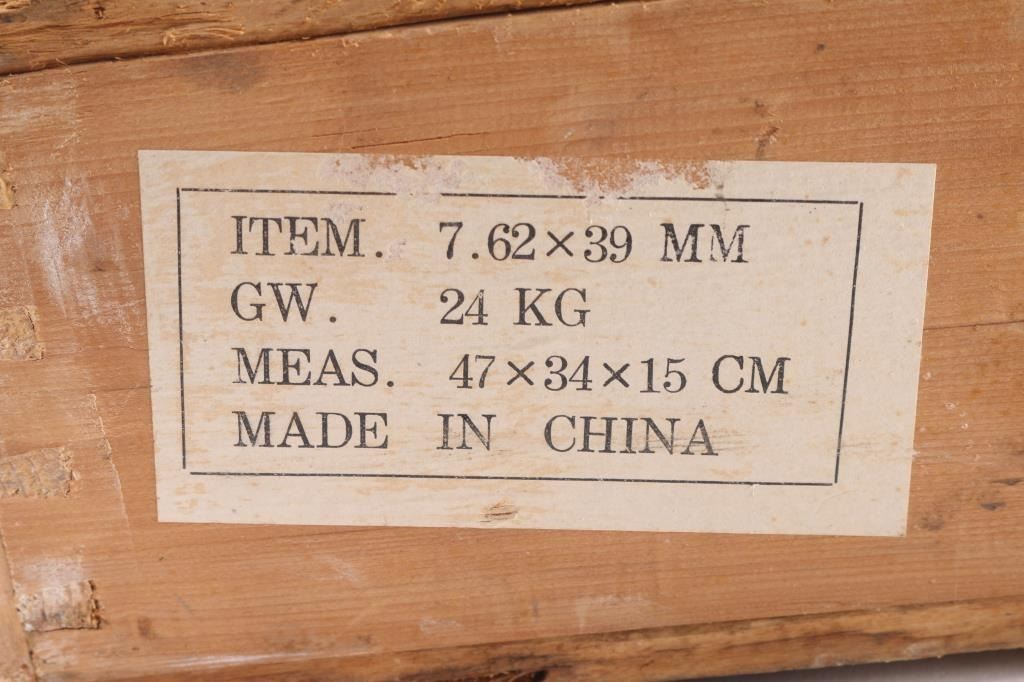 ITEM. 7.62×39 MM
GW. 24 KG
MEAS. 47×34×15 CM
MADE IN CHINA